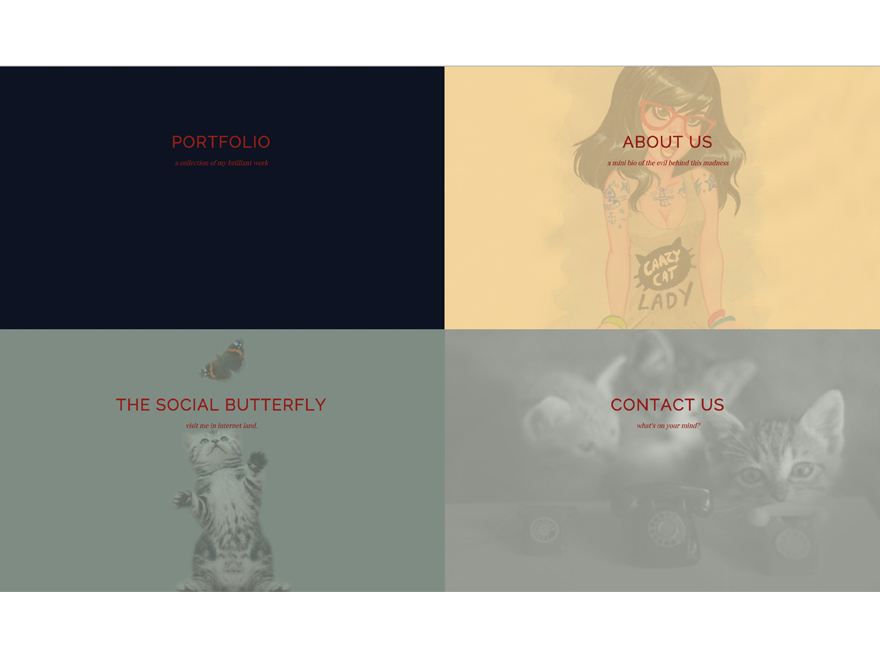 PORTFOLIO
a collection of my brilliant work
ABOUT US
a mini bio of the evil behind this madness
CRAZY
CAT
LADY
THE SOCIAL BUTTERFLY
visit me in internet land.
CONTACT US
what's on your mind?